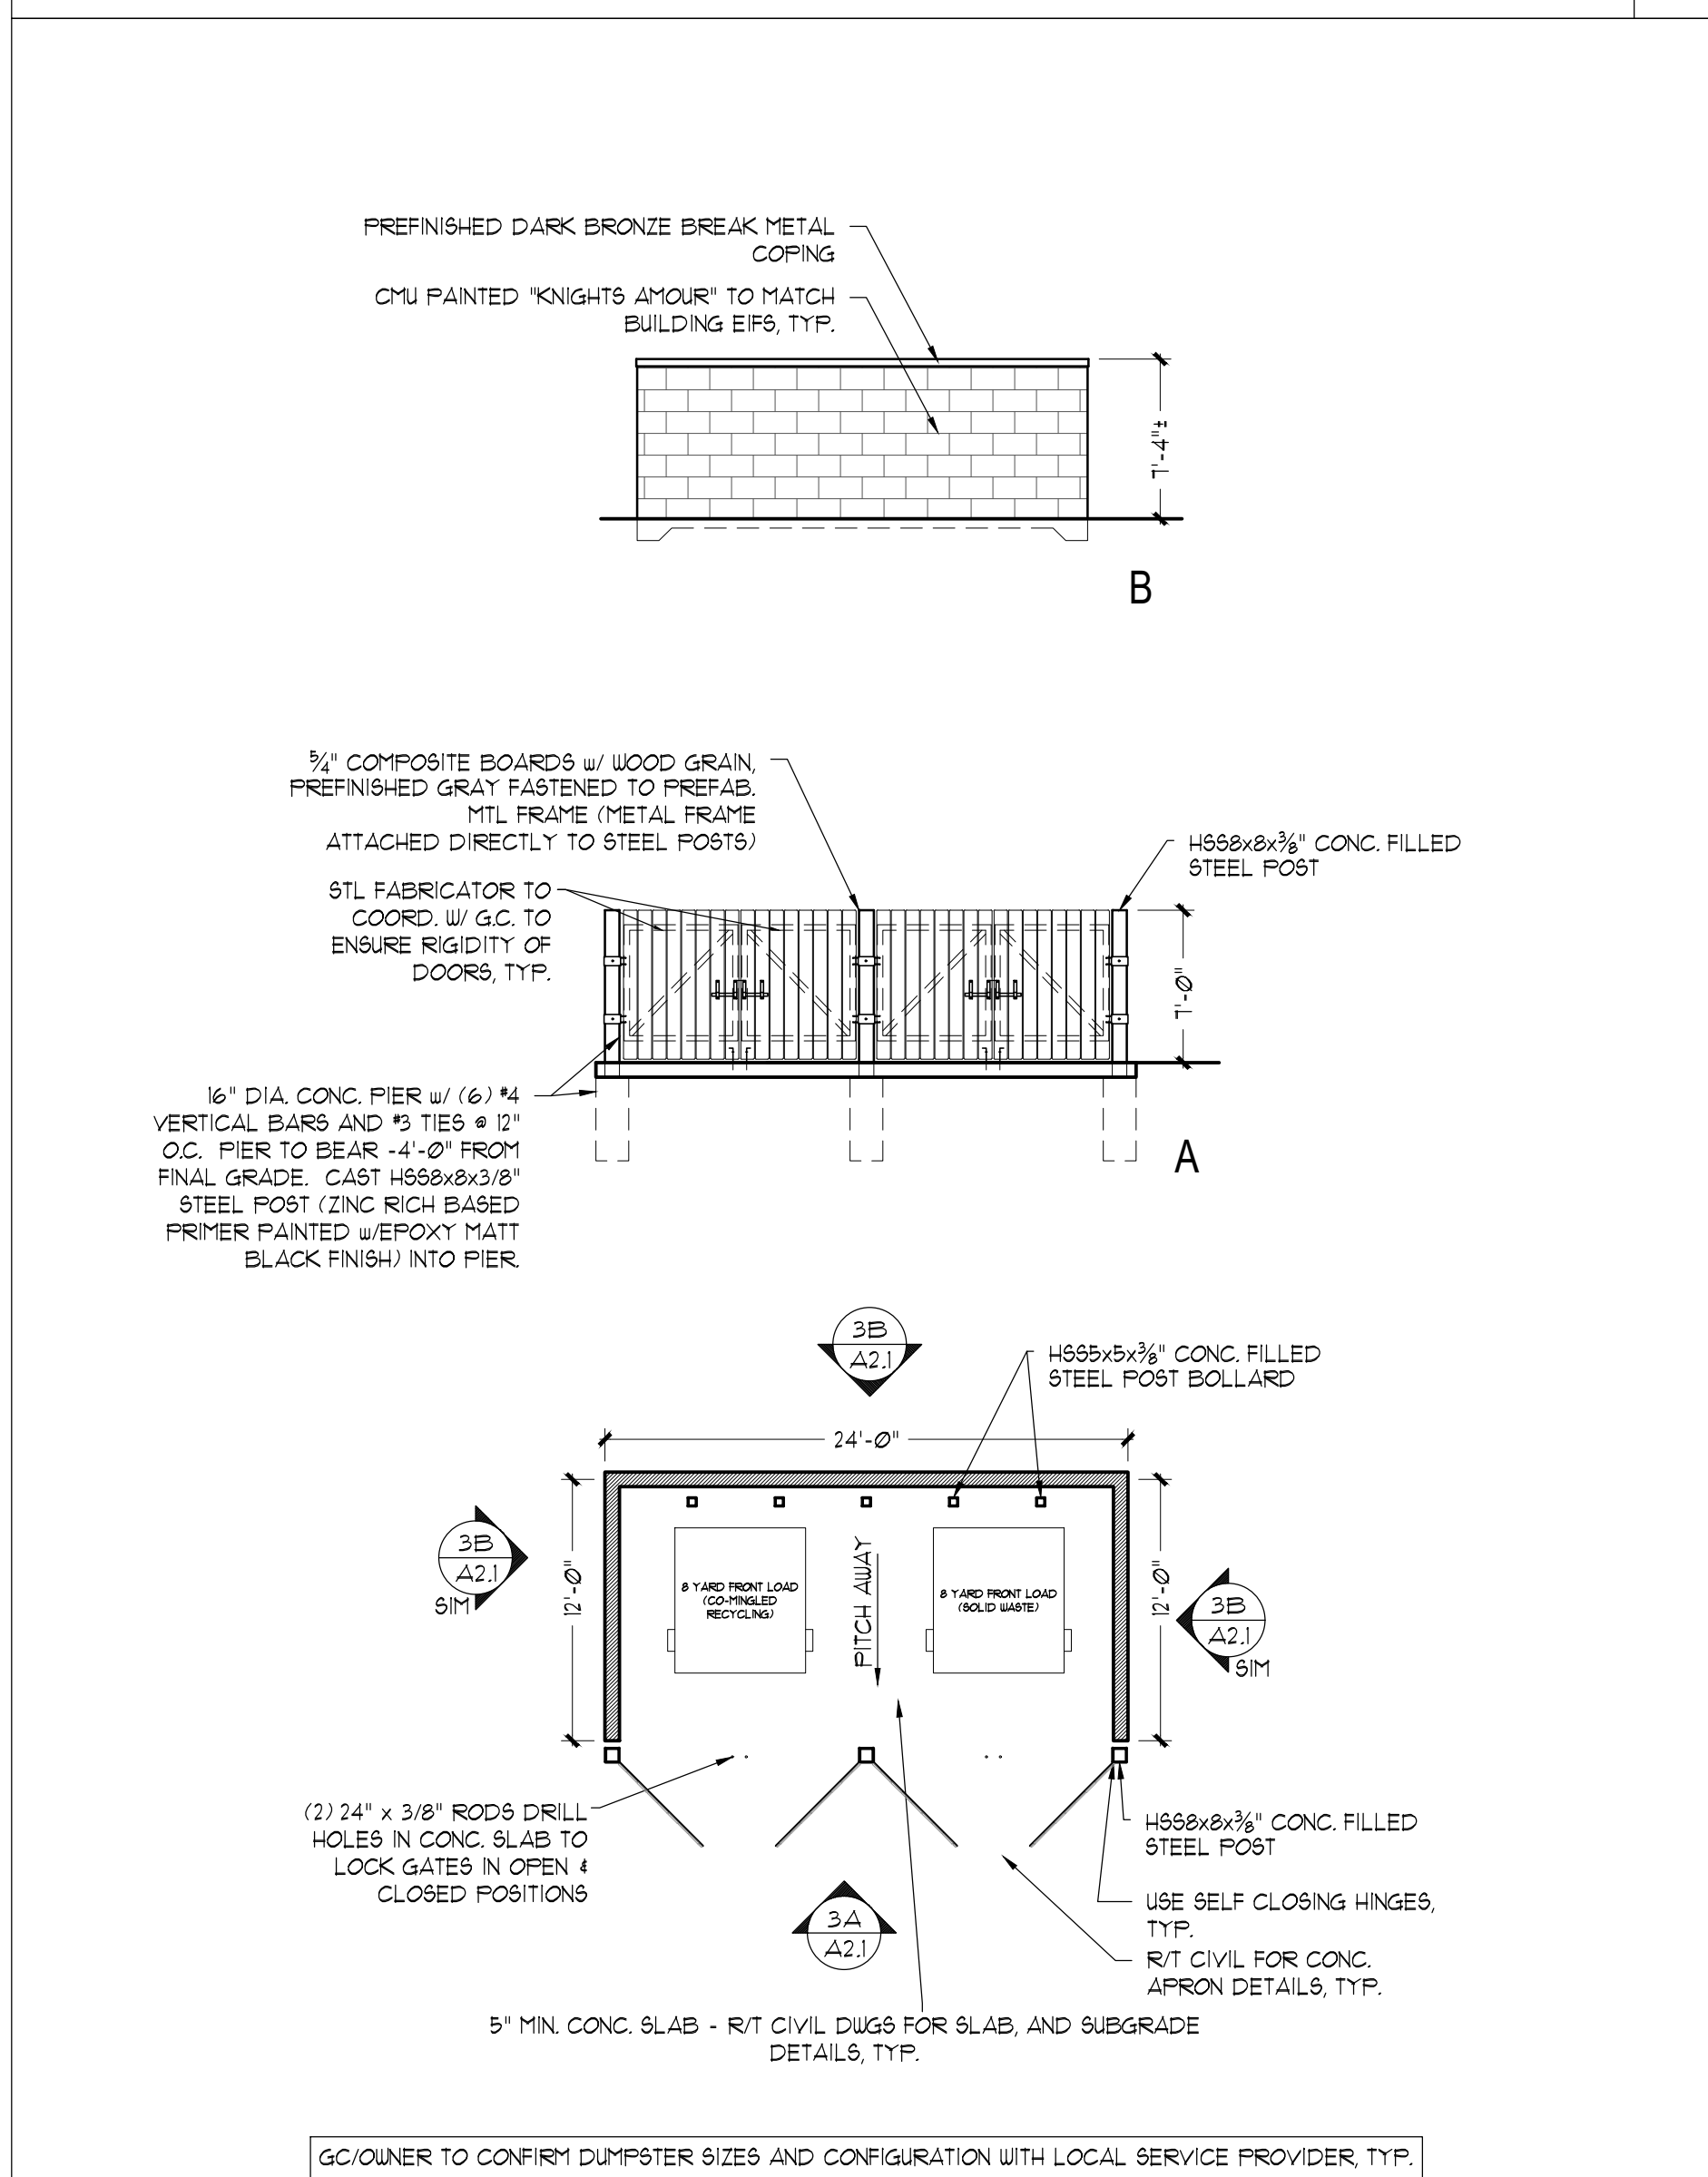 PREFINISHED DARK BRONZE BREAK METAL
COPING
CMU PAINTED "KNIGHTS AMOUR" TO MATCH
BUILDING EIFS, TYP.
7'-4"±
B
5/4" COMPOSITE BOARDS w/ WOOD GRAIN,
PREFINISHED GRAY FASTENED TO PREFAB.
MTL FRAME (METAL FRAME
ATTACHED DIRECTLY TO STEEL POSTS)
HSS8x8x3/8" CONC. FILLED
STEEL POST
STL FABRICATOR TO
COORD. W/ G.C. TO
ENSURE RIGIDITY OF
DOORS, TYP.
7'-0"
16" DIA. CONC. PIER w/ (6) #4
VERTICAL BARS AND #3 TIES @ 12"
O.C. PIER TO BEAR -4'-0" FROM
FINAL GRADE. CAST HSS8x8x3/8"
STEEL POST (ZINC RICH BASED
PRIMER PAINTED w/EPOXY MATT
BLACK FINISH) INTO PIER.
A
3B
A2.1
HSS5x5x3/8" CONC. FILLED
STEEL POST BOLLARD
24'-0"
3B
A2.1
SIM
12'-0"
8 YARD FRONT LOAD
(CO-MINGLED
RECYCLING)
PITCH AWAY
8 YARD FRONT LOAD
(SOLID WASTE)
12'-0"
3B
A2.1
SIM
(2) 24" x 3/8" RODS DRILL
HOLES IN CONC. SLAB TO
LOCK GATES IN OPEN &
CLOSED POSITIONS
HSS8x8x3/8" CONC. FILLED
STEEL POST
USE SELF CLOSING HINGES,
TYP.
3A
A2.1
R/T CIVIL FOR CONC.
APRON DETAILS, TYP.
5" MIN. CONC. SLAB - R/T CIVIL DWGS FOR SLAB, AND SUBGRADE
DETAILS, TYP.
GC/OWNER TO CONFIRM DUMPSTER SIZES AND CONFIGURATION WITH LOCAL SERVICE PROVIDER, TYP.